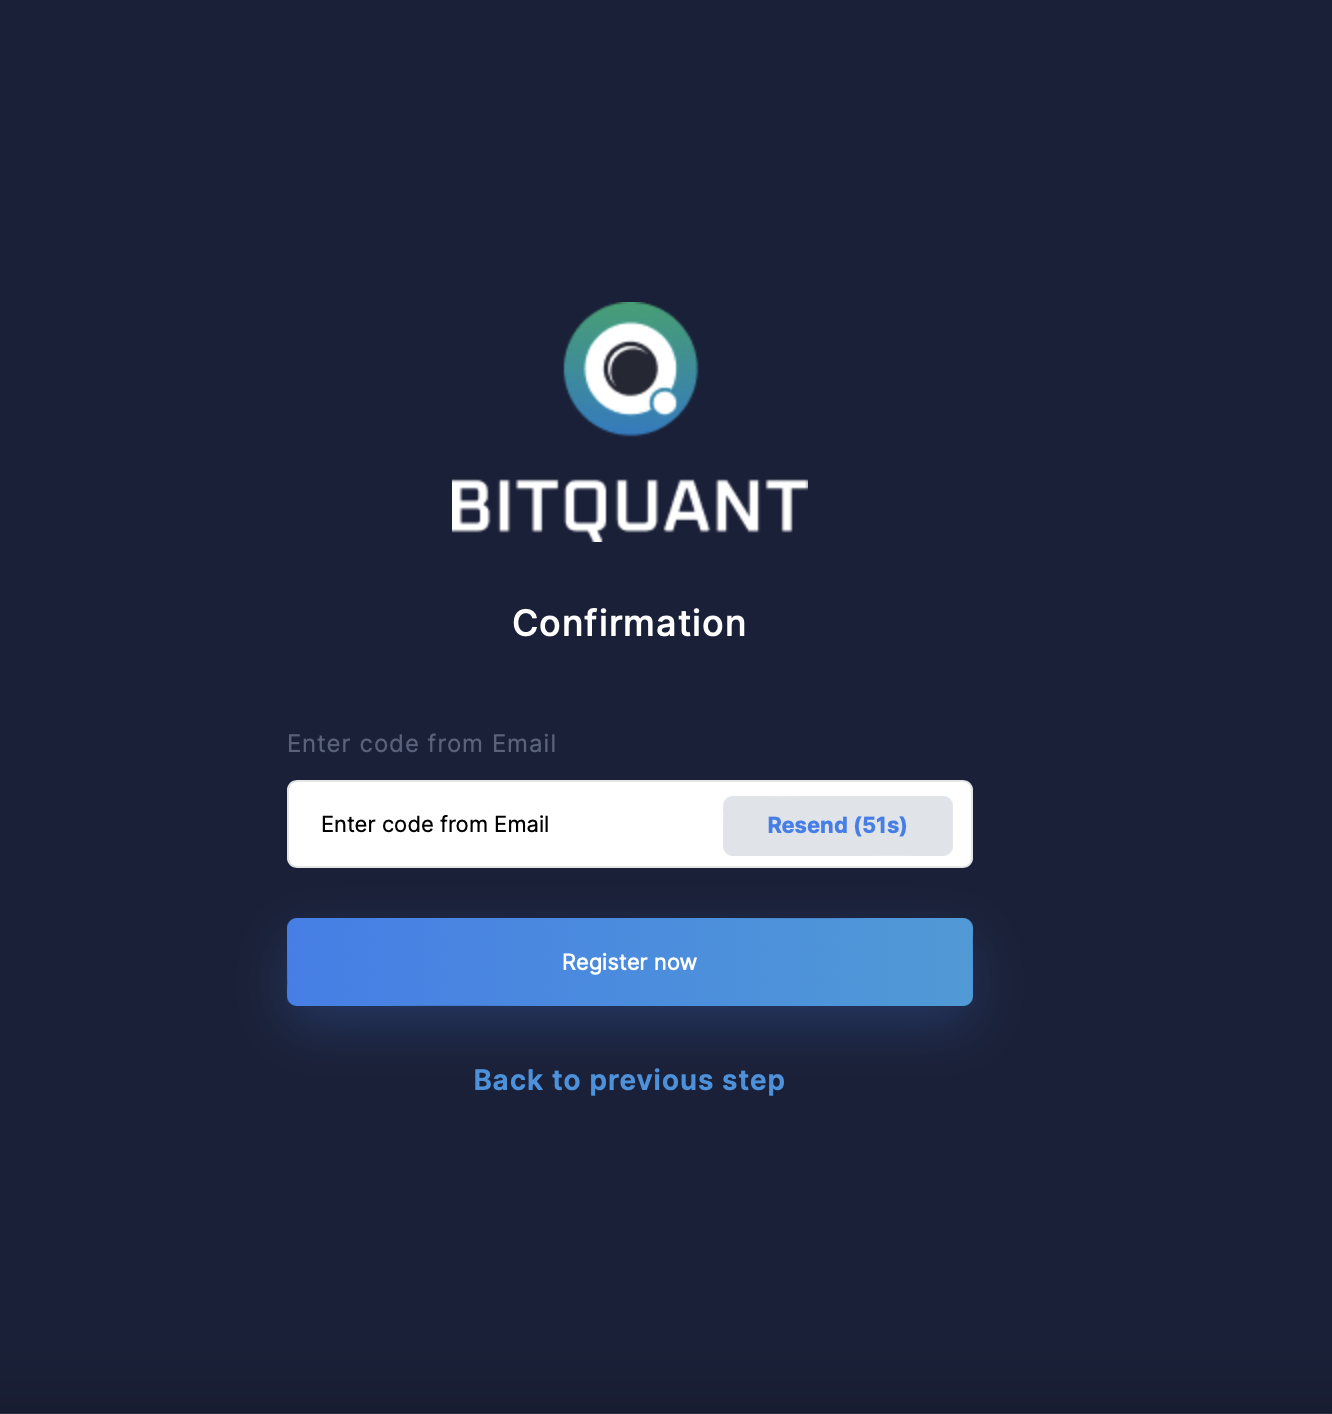 BITQUANT
Confirmation
Enter code from Email
Enter code from Email
Resend (51s)
Register now
Back to previous step